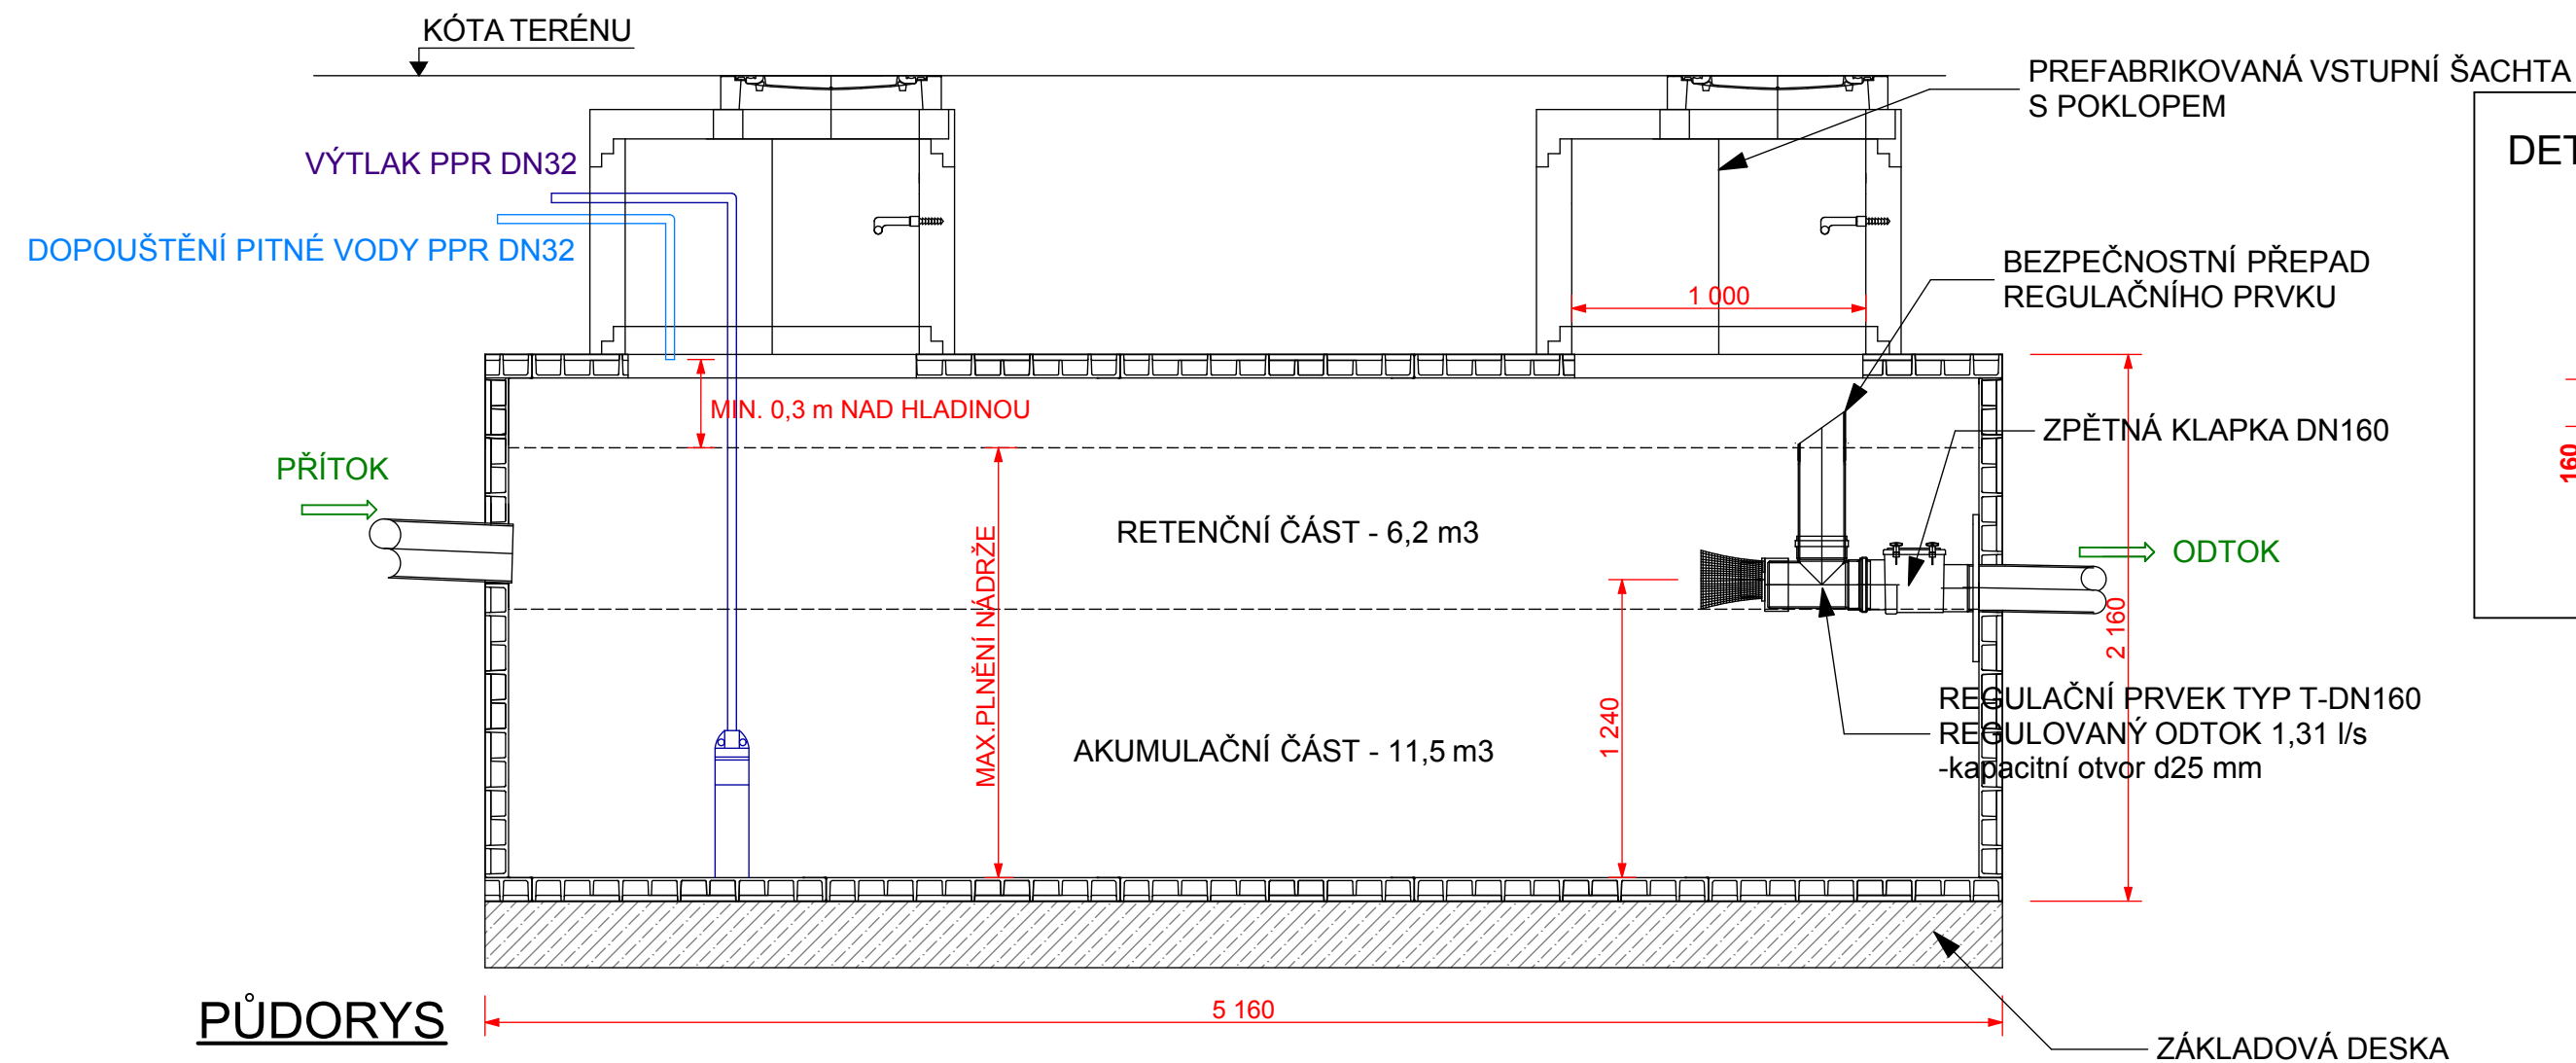 KÓTA TERÉNU
PREFABRIKOVANÁ VSTUPNÍ ŠACHTA
S POKLOPEM
DET
VÝTLAK PPR DN32
DOPOUŠTĚNÍ PITNÉ VODY PPR DN32
BEZPEČNOSTNÍ PŘEPAD
REGULAČNÍHO PRVKU
1 000
MIN. 0,3 m NAD HLADINOU
ZPĚTNÁ KLAPKA DN160
160
PŘÍTOK
RETENČNÍ ČÁST - 6,2 m3
ODTOK
MAX.PLNĚNÍ NÁDRŽE
2 160
1 240
REGULAČNÍ PRVEK TYP T-DN160
REGULOVANÝ ODTOK 1,31 l/s
-kapacitní otvor d25 mm
AKUMULAČNÍ ČÁST - 11,5 m3
5 160
PŮDORYS
ZÁKLADOVÁ DESKA